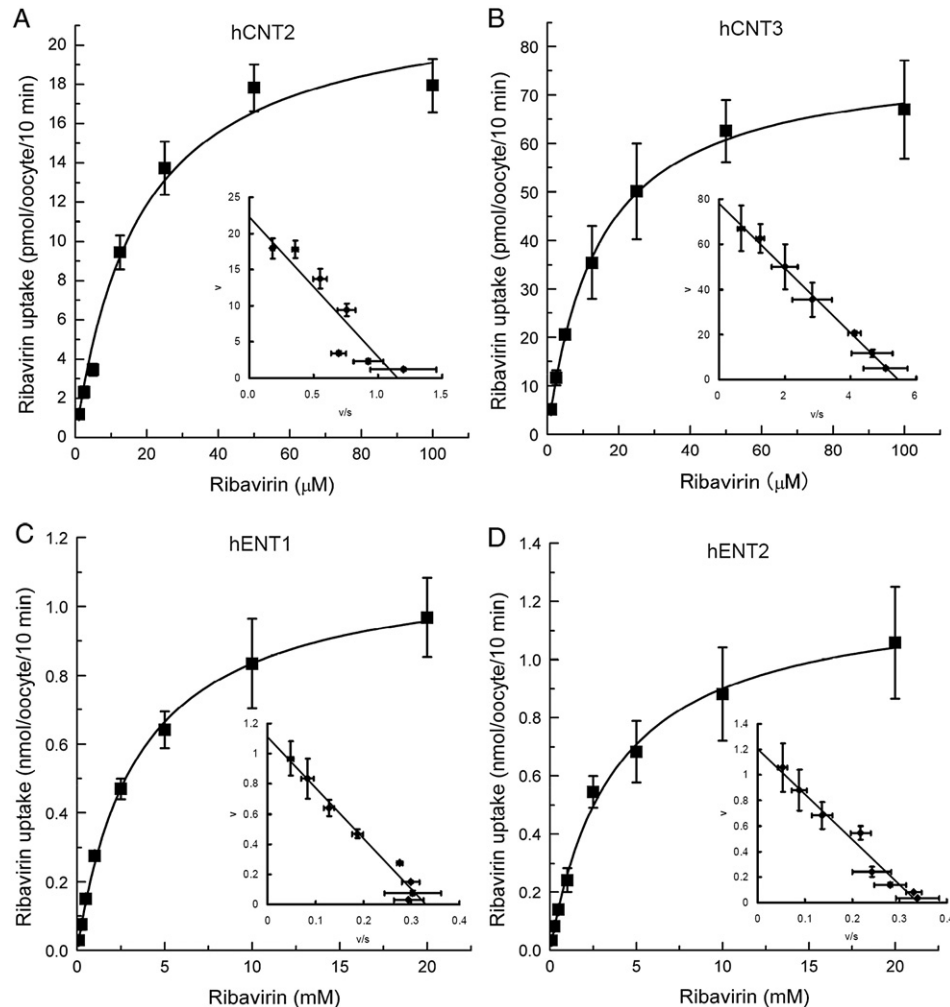 A
hCNT2
Ribavirin uptake (pmol/oocyte/10 min)
21
20
18
16
14
12
10
8
6
4
2
0
0 20 40 60 80 100
Ribavirin (μM)
v
25
20
15
10
5
0
0.0 0.5 1.0 1.5
v/s
B
hCNT3
Ribavirin uptake (pmol/oocyte/10 min)
80
70
60
50
40
30
20
10
0
0 20 40 60 80 100
Ribavirin (μM)
v
80
60
40
20
0
0 2 4 6
v/s
C
hENT1
Ribavirin uptake (nmol/oocyte/10 min)
1.2
1.0
0.8
0.6
0.4
0.2
0.0
0 5 10 15 20
Ribavirin (mM)
v
1.2
1
0.8
0.6
0.4
0.2
0
0 0.1 0.2 0.3 0.4
v/s
D
hENT2
Ribavirin uptake (nmol/oocyte/10 min)
1.4
1.2
1.0
0.8
0.6
0.4
0.2
0.0
0 5 10 15 20
Ribavirin (mM)
v
1.4
1.2
1
0.8
0.6
0.4
0.2
0
0 0.1 0.2 0.3 0.4
v/s